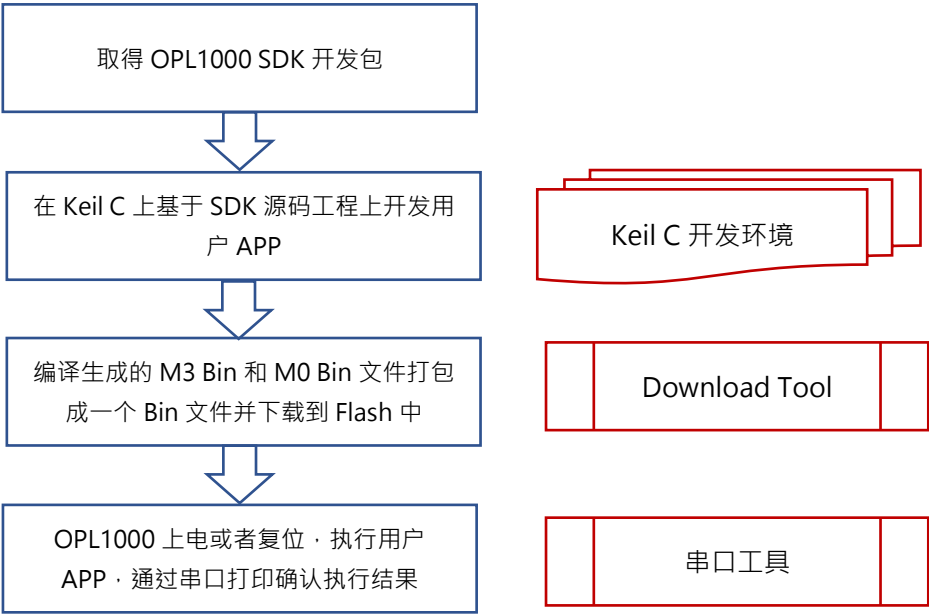 取得 OPL1000 SDK 开发包
在 Keil C 上基于 SDK 源码工程上开发用
户 APP
Keil C 开发环境
编译生成的 M3 Bin 和 M0 Bin 文件打包
成一个 Bin 文件并下载到 Flash 中
Download Tool
OPL1000 上电或者复位，执行用户
APP，通过串口打印确认执行结果
串口工具